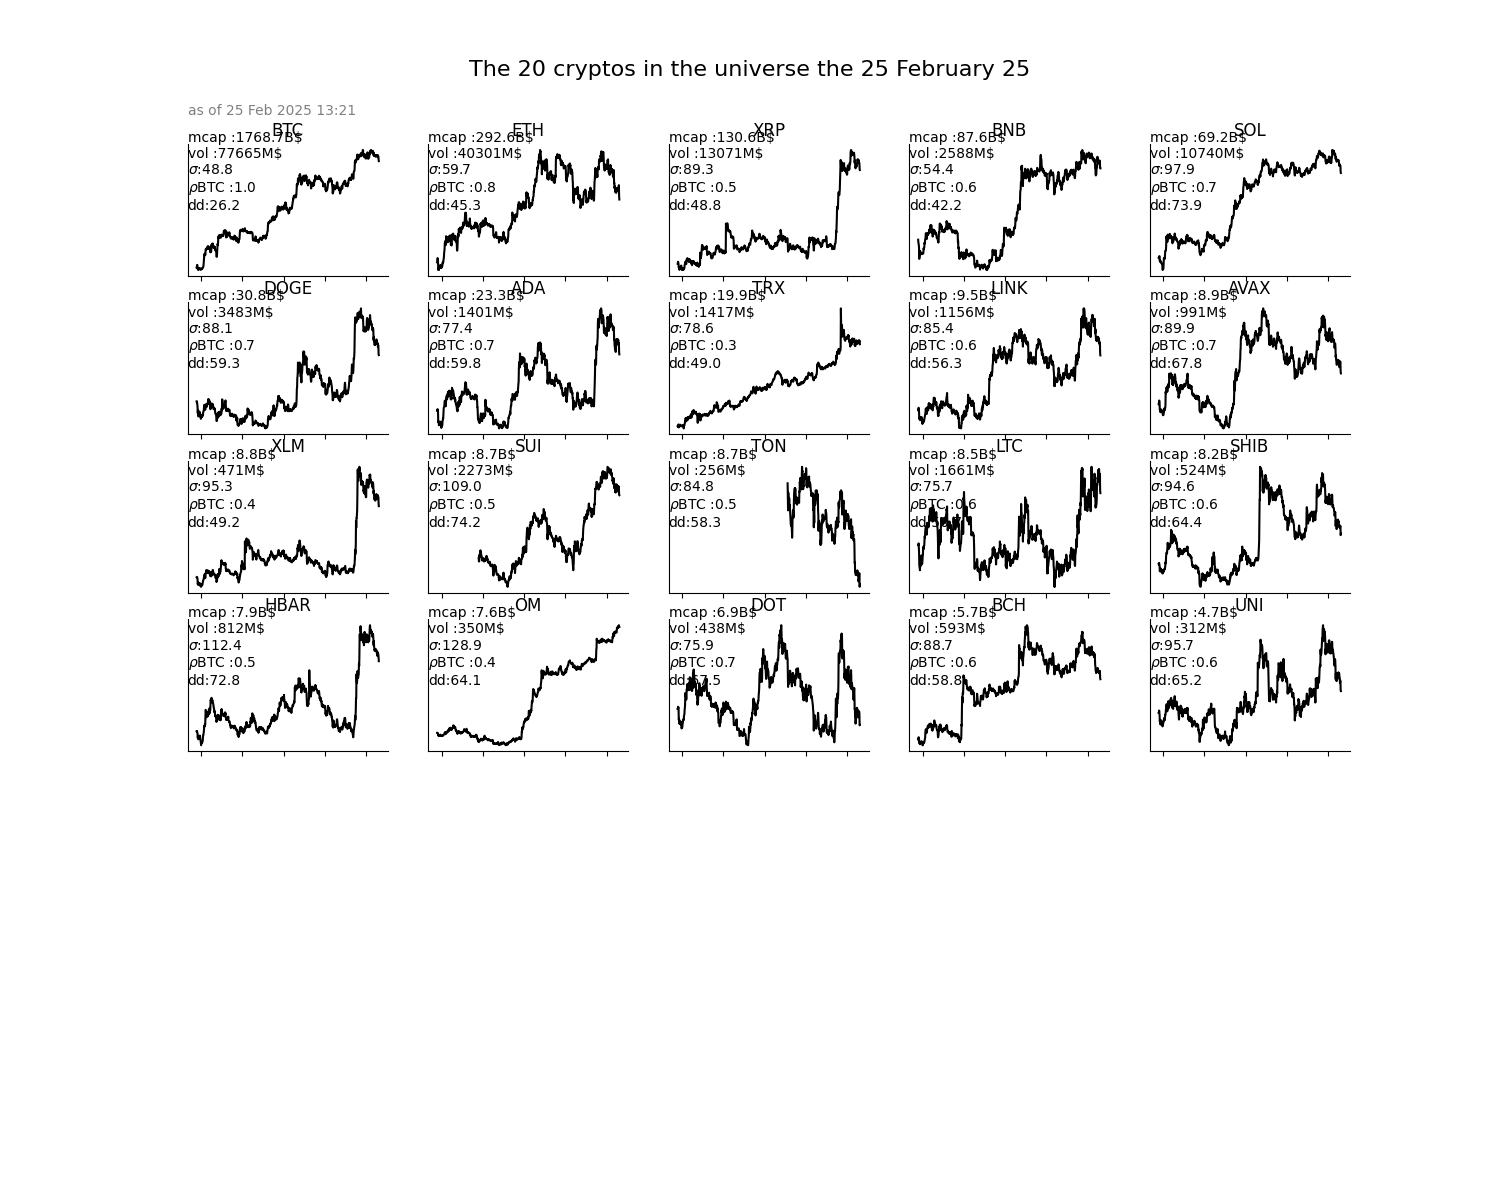 The 20 cryptos in the universe the 25 February 25
as of 25 Feb 2025 13:21
BTC
mcap :1768.7B$
vol :77665M$
σ:48.8
ρBTC :1.0
dd:26.2
ETH
mcap :292.6B$
vol :40301M$
σ:59.7
ρBTC :0.8
dd:45.3
XRP
mcap :130.6B$
vol :13071M$
σ:89.3
ρBTC :0.5
dd:48.8
BNB
mcap :87.6B$
vol :2588M$
σ:54.4
ρBTC :0.6
dd:42.2
SOL
mcap :69.2B$
vol :10740M$
σ:97.9
ρBTC :0.7
dd:73.9
DOGE
mcap :30.8B$
vol :3483M$
σ:88.1
ρBTC :0.7
dd:59.3
ADA
mcap :23.3B$
vol :1401M$
σ:77.4
ρBTC :0.7
dd:59.8
TRX
mcap :19.9B$
vol :1417M$
σ:78.6
ρBTC :0.3
dd:49.0
LINK
mcap :9.5B$
vol :1156M$
σ:85.4
ρBTC :0.6
dd:56.3
AVAX
mcap :8.9B$
vol :991M$
σ:89.9
ρBTC :0.7
dd:67.8
XLM
mcap :8.8B$
vol :471M$
σ:95.3
ρBTC :0.4
dd:49.2
SUI
mcap :8.7B$
vol :2273M$
σ:109.0
ρBTC :0.5
dd:74.2
TON
mcap :8.7B$
vol :256M$
σ:84.8
ρBTC :0.5
dd:58.3
LTC
mcap :8.5B$
vol :1661M$
σ:75.7
ρBTC :0.6
SHIB
mcap :8.2B$
vol :524M$
σ:94.6
ρBTC :0.6
dd:64.4
HBAR
mcap :7.9B$
vol :812M$
σ:112.4
ρBTC :0.5
dd:72.8
OM
mcap :7.6B$
vol :350M$
σ:128.9
ρBTC :0.4
dd:64.1
DOT
mcap :6.9B$
vol :438M$
σ:75.9
ρBTC :0.7
dd:57.5
BCH
mcap :5.7B$
vol :593M$
σ:88.7
ρBTC :0.6
dd:58.8
UNI
mcap :4.7B$
vol :312M$
σ:95.7
ρBTC :0.6
dd:65.2